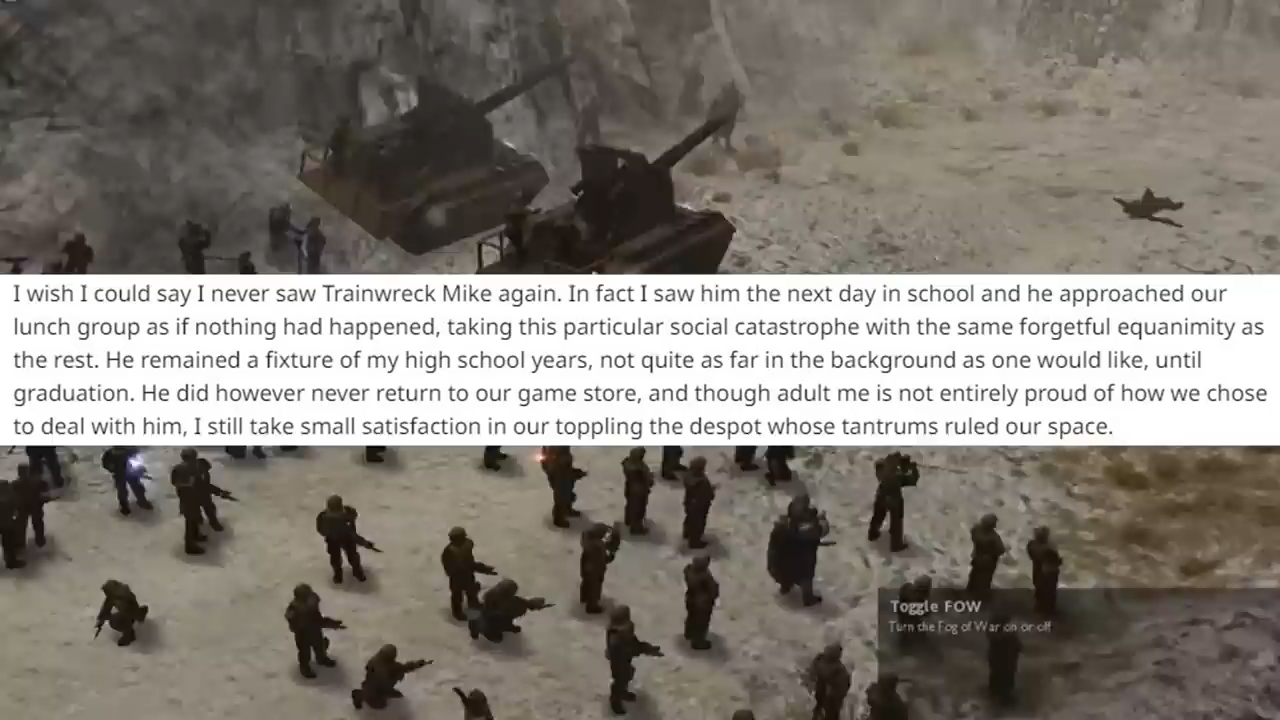 I wish I could say I never saw Trainwreck Mike again. In fact I saw him the next day in school and he approached our
lunch group as if nothing had happened, taking this particular social catastrophe with the same forgetful equanimity as
the rest. He remained a fixture of my high school years, not quite as far in the background as one would like, until
graduation. He did however never return to our game store, and though adult me is not entirely proud of how we chose
to deal with him, I still take small satisfaction in our toppling the despot whose tantrums ruled our space.
Toggle FOW
Turn the Fog of War on or off